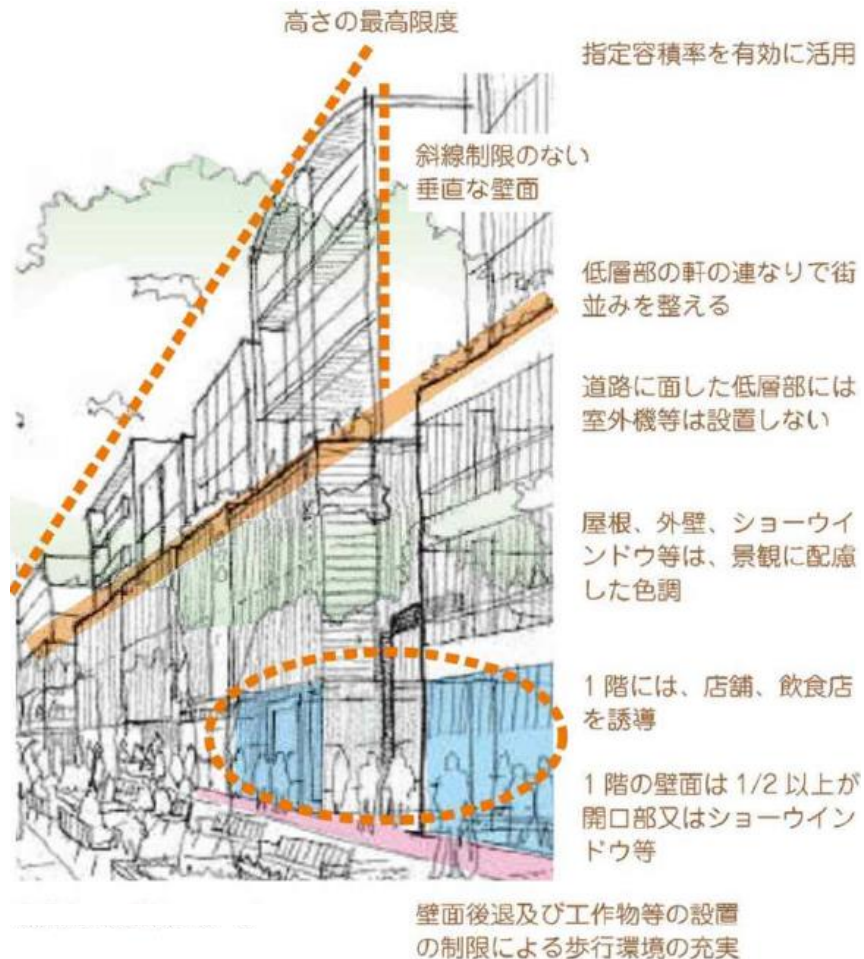 高さの最高限度
指定容積率を有効に活用
斜線制限のない
垂直な壁面
低層部の軒の連なりで街
並みを整える
道路に面した低層部には
室外機等は設置しない
屋根、外壁、ショーウイ
ンドウ等は、景観に配慮
した色調
1階には、店舗、飲食店
を誘導
1階の壁面は1/2以上が
開口部又はショーウイン
ドウ等
壁面後退及び工作物等の設置
の制限による歩行環境の充実